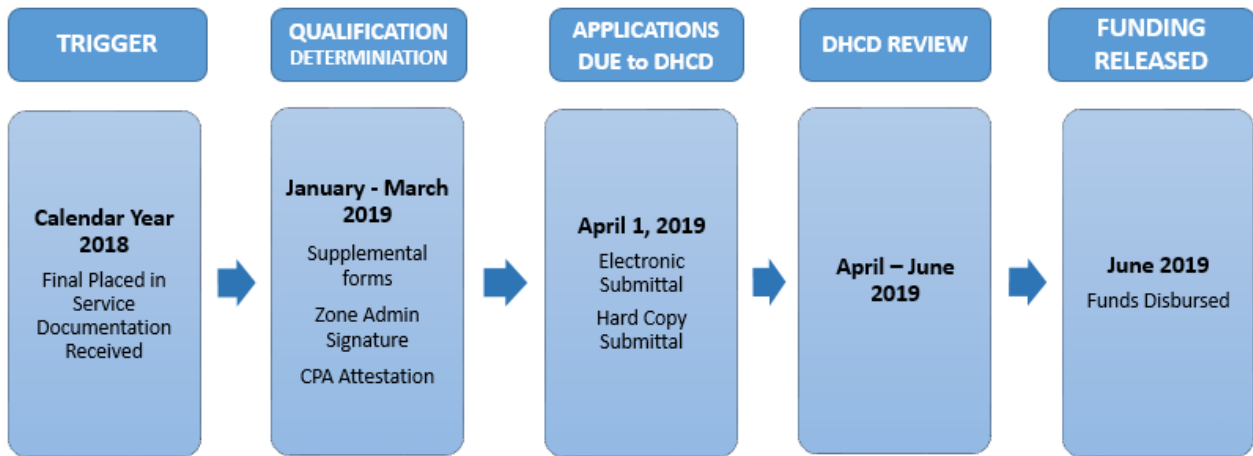 TRIGGER
QUALIFICATION
DETERMINIATION
APPLICATIONS
DUE to DHCD
DHCD REVIEW
FUNDING
RELEASED
Calendar Year
2018
Final Placed in
Service
Documentation
Received
January - March
2019
Supplemental
forms
Zone Admin
Signature
CPA Attestation
April 1, 2019
Electronic
Submittal
Hard Copy
Submittal
April – June
2019
June 2019
Funds Disbursed